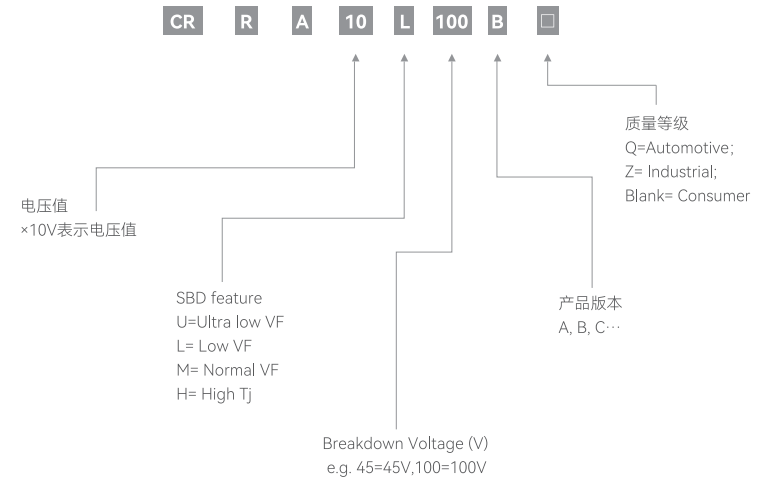 CR R A 10 L 100 B □
质量等级
Q=Automotive;
Z= Industrial;
Blank= Consumer
电压值
×10V表示电压值
SBD feature
U=Ultra low VF
L= Low VF
M= Normal VF
H= High Tj
产品版本
A, B, C···
Breakdown Voltage (V)
e.g. 45=45V,100=100V